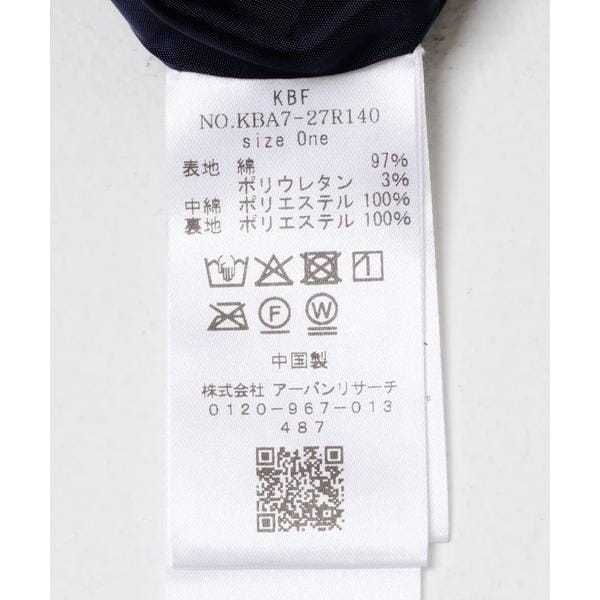 KBF
NO.KBA7-27R140
size One
表地 綿 97%
ポリウレタン 3%
中綿 ポリエステル 100%
裏地 ポリエステル 100%
F W
中国製
株式会社 アーバンリサーチ
0120-967-013
487